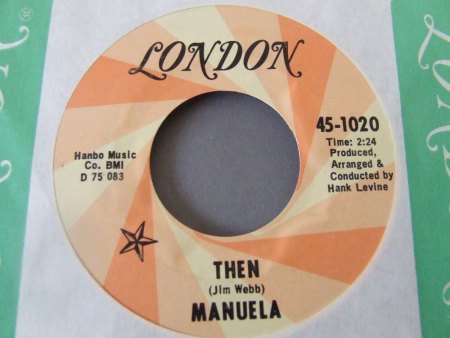 LONDON
45-1020
Time: 2:24
Produced,
Arranged &
Conducted by
Hank Levine
Hanbo Music
Co. BMI
D 75 083
THEN
(Jim Webb)
MANUELA